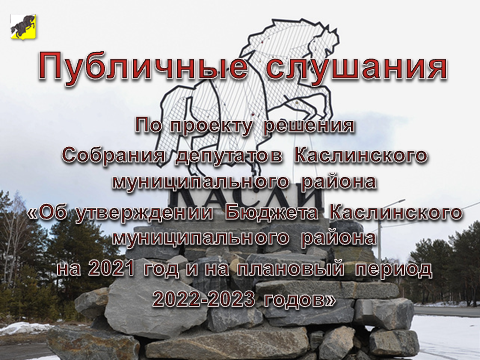 Публичные слушания
По проекту решения
Собрания депутатов Каслинского
муниципального района
КАСЛИ
«Об утверждении Бюджета Каслинского
муниципального района
на 2021 год и на плановый период
2022-2023 годов»